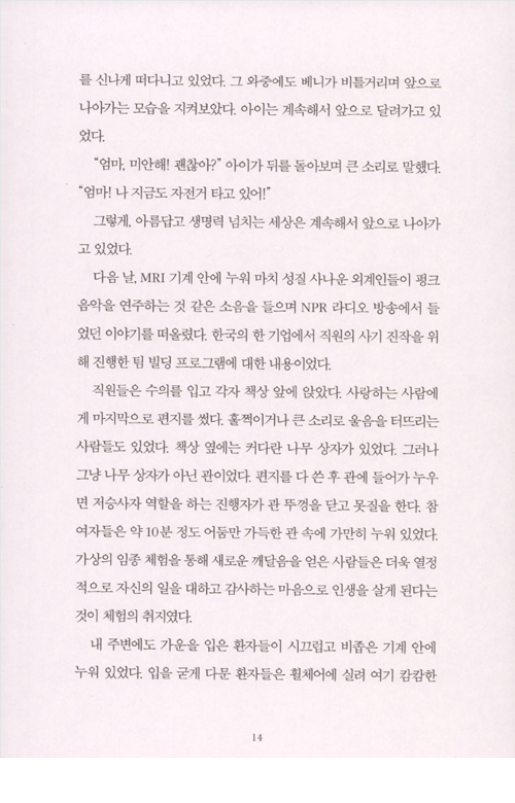 를 신나게 떠다니고 있었다. 그 와중에도 베니가 비틀거리며 앞으로
나아가는 모습을 지켜보았다. 아이는 계속해서 앞으로 달려가고 있
었다.
“엄마, 미안해! 괜찮아?” 아이가 뒤를 돌아보며 큰 소리로 말했다.
“엄마! 나 지금도 자전거 타고 있어!”
그렇게, 아름답고 생명력 넘치는 세상은 계속해서 앞으로 나아가
고 있었다.
다음 날, MRI 기계 안에 누워 마치 성질 사나운 외계인들이 펑크
음악을 연주하는 것 같은 소음을 들으며 NPR 라디오 방송에서 들
었던 이야기를 떠올렸다. 한국의 한 기업에서 직원의 사기 진작을 위
해 진행한 팀 빌딩 프로그램에 대한 내용이었다.
직원들은 수의를 입고 각자 책상 앞에 앉았다. 사랑하는 사람에
게 마지막으로 편지를 썼다. 훌쩍이거나 큰 소리로 울음을 터뜨리는
사람들도 있었다. 책상 옆에는 커다란 나무 상자가 있었다. 그러나
그냥 나무 상자가 아닌 관이었다. 편지를 다 쓴 후 관에 들어가 누우
면 저승사자 역할을 하는 진행자가 관 뚜껑을 닫고 못질을 한다. 참
여자들은 약 10분 정도 어둠만 가득한 관 속에 가만히 누워 있었다.
가상의 임종 체험을 통해 새로운 깨달음을 얻은 사람들은 더욱 열정
적으로 자신의 일을 대하고 감사하는 마음으로 인생을 살게 된다는
것이 체험의 취지였다.
내 주변에도 가운을 입은 환자들이 시끄럽고 비좁은 기계 안에
누워 있었다. 입을 굳게 다문 환자들은 휠체어에 실려 여기 캄캄한
14